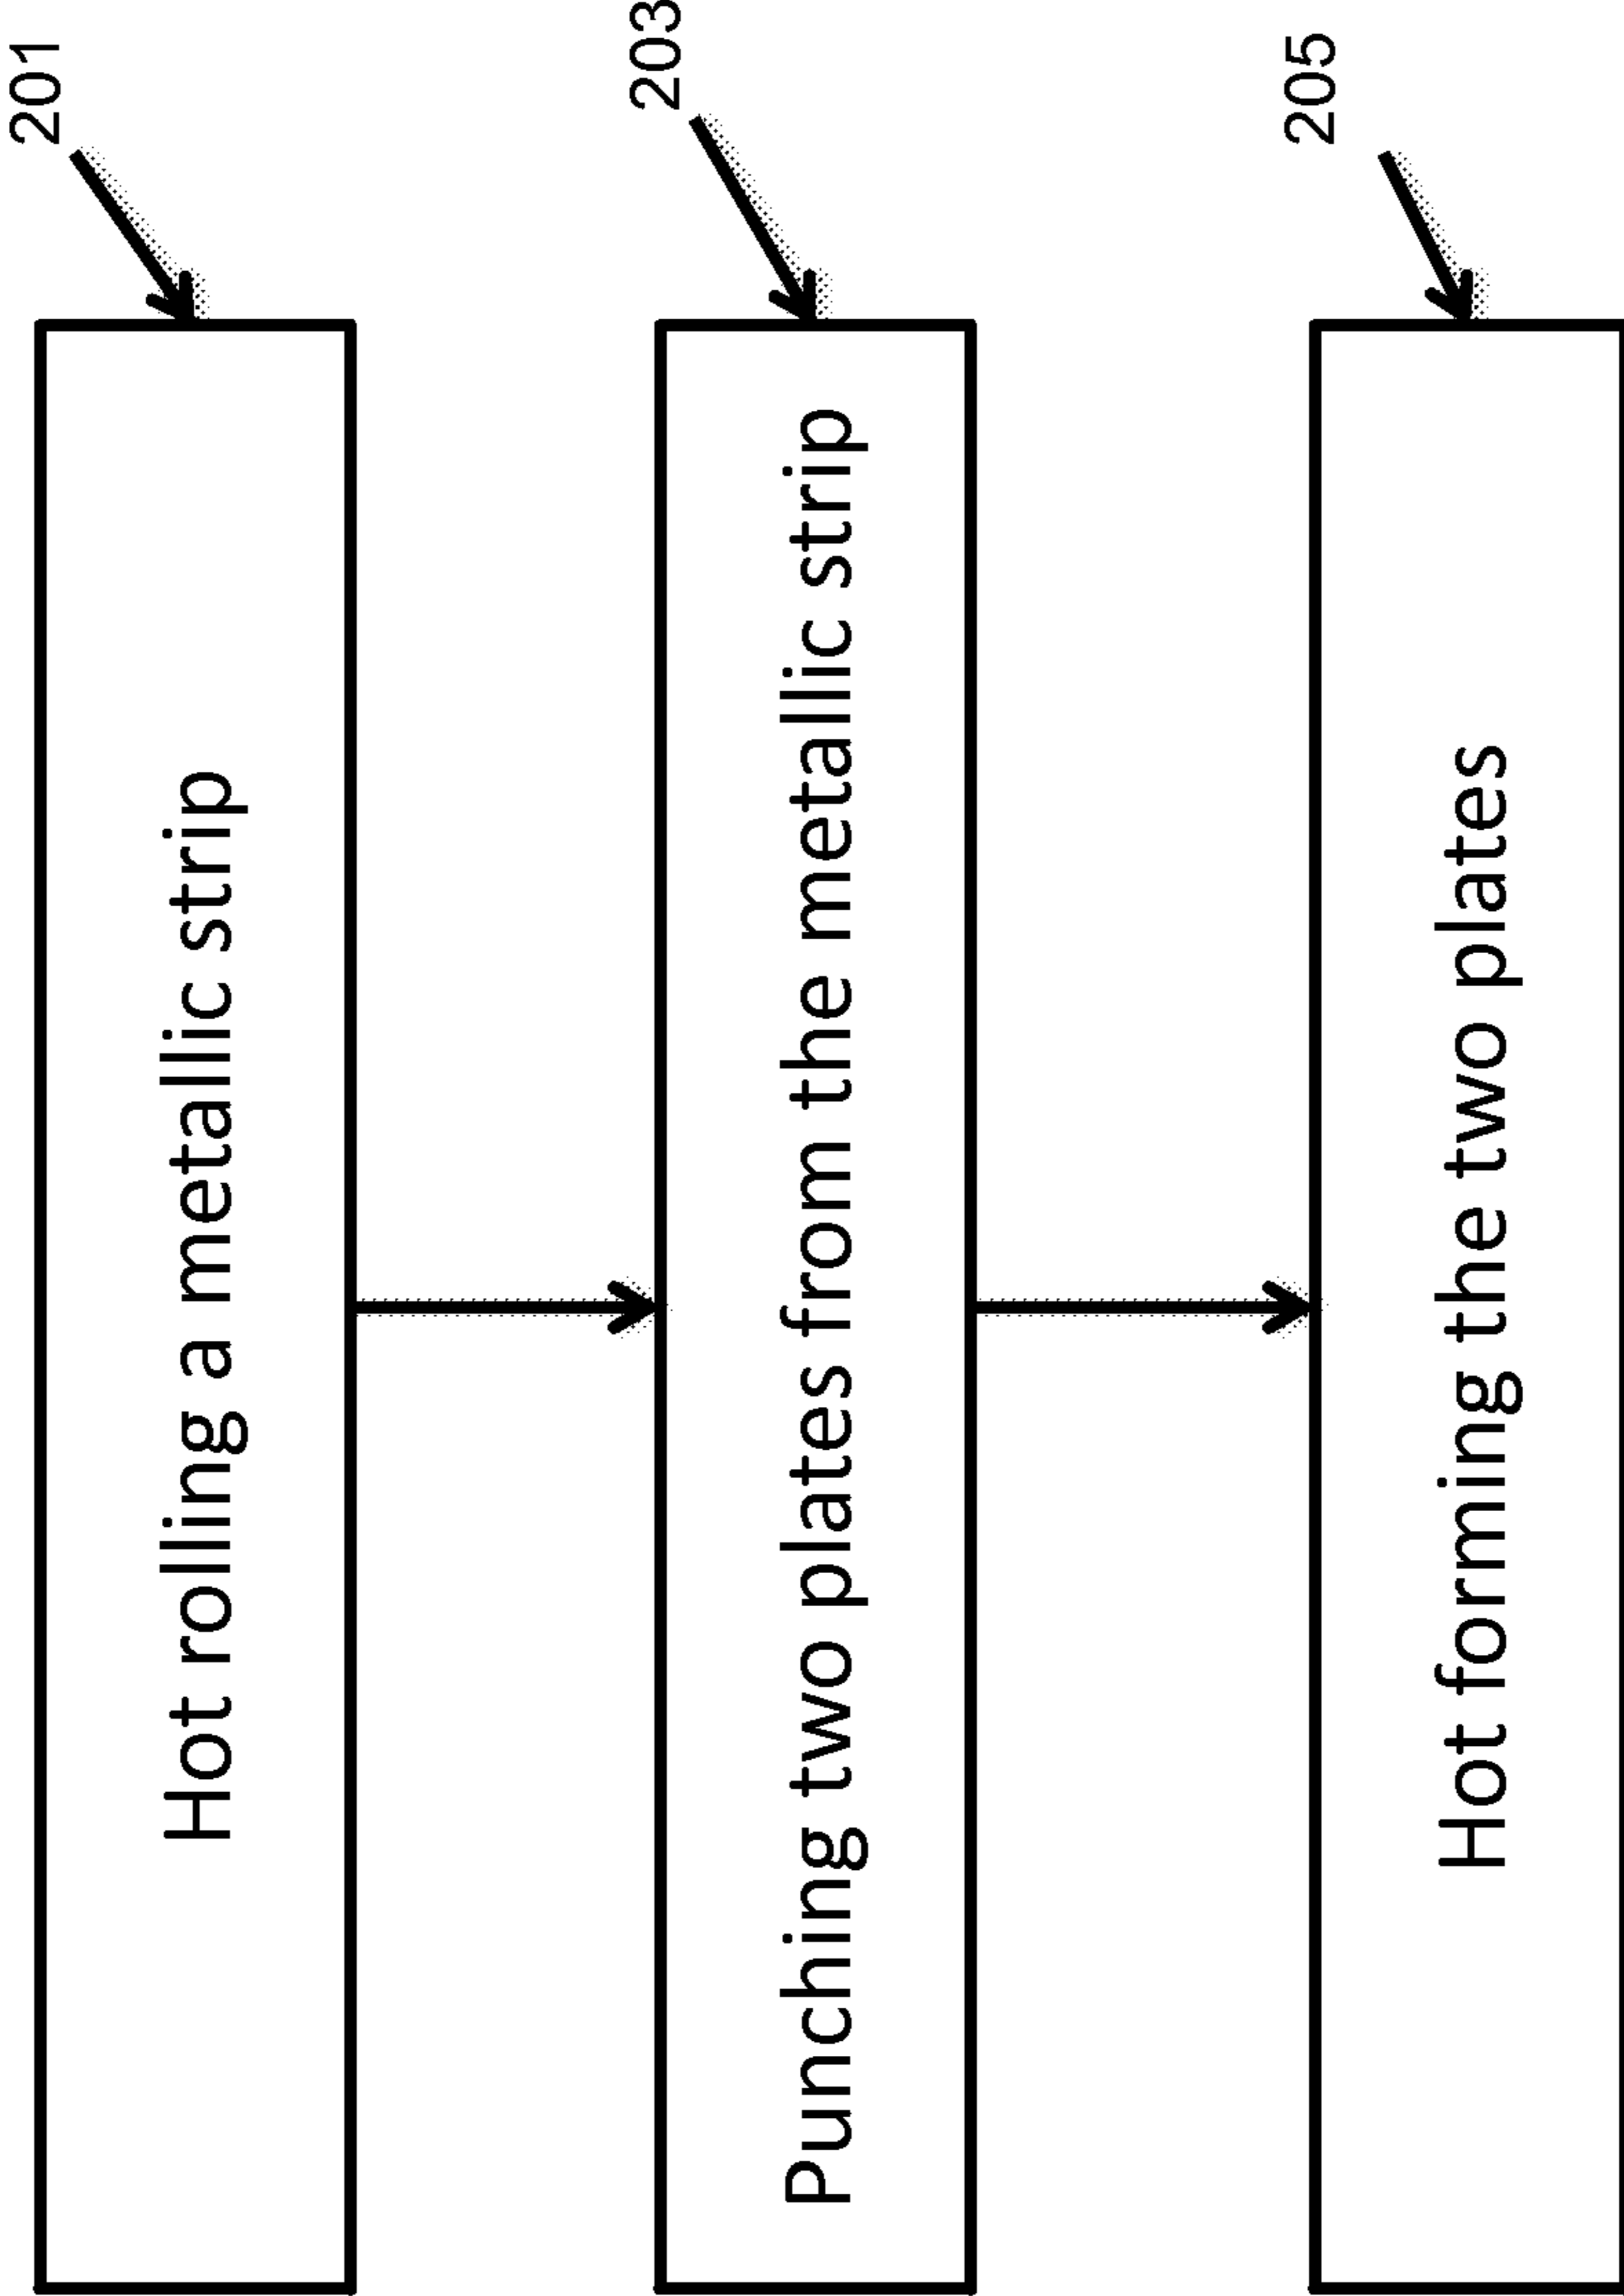 201
Hot rolling a metallic strip
203
Punching two plates from the metallic strip
205
Hot forming the two plates